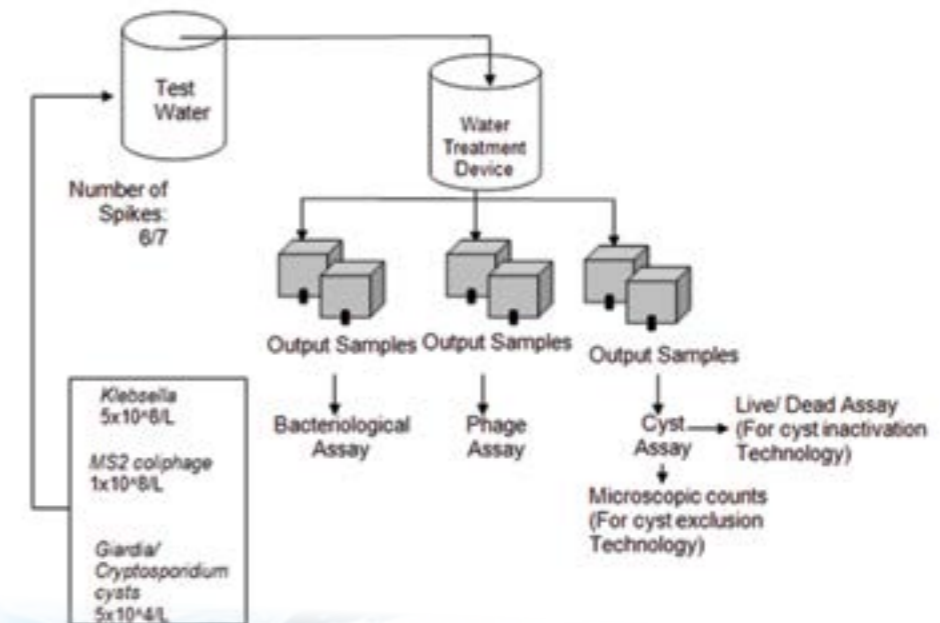 Test
Water
Water
Treatment
Device
Number of
Spikes:
6/7
Output Samples
Output Samples
Output Samples
Bacteriological
Assay
Phage
Assay
Cyst
Assay
Live/ Dead Assay
(For cyst inactivation
Technology)
Microscopic counts
(For cyst exclusion
Technology)
Klebsella
5x10^6/L
MS2 coliphage
1x10^8/L
Giardia/
Cryptosporidium
cysts
5x10^4/L